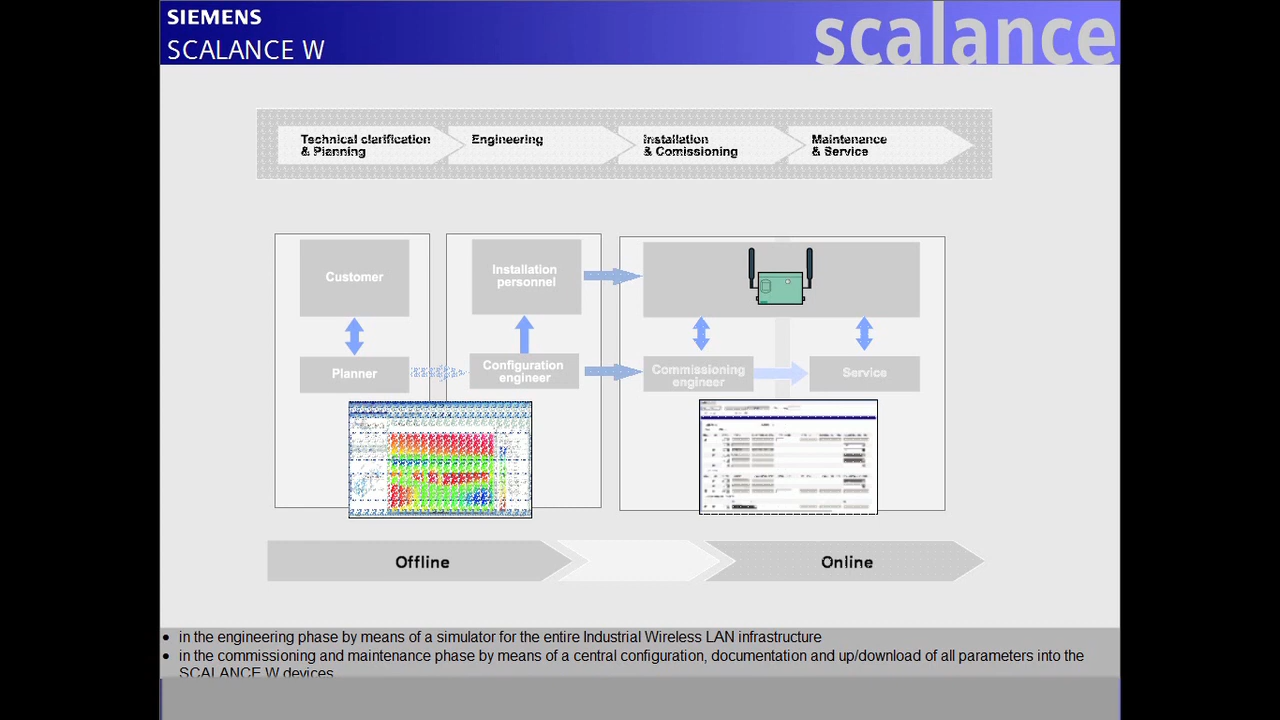 SIEMENS
SCALANCE W
scalance
Technical clarification
& Planning
Engineering
Installation
& Comissioning
Maintenance
& Service
Customer
Installation
personnel
Planner
Configuration
engineer
Commissioning
engineer
Service
Offline
Online
• in the engineering phase by means of a simulator for the entire Industrial Wireless LAN infrastructure
• in the commissioning and maintenance phase by means of a central configuration, documentation and up/download of all parameters into the
SCALANCE W devices